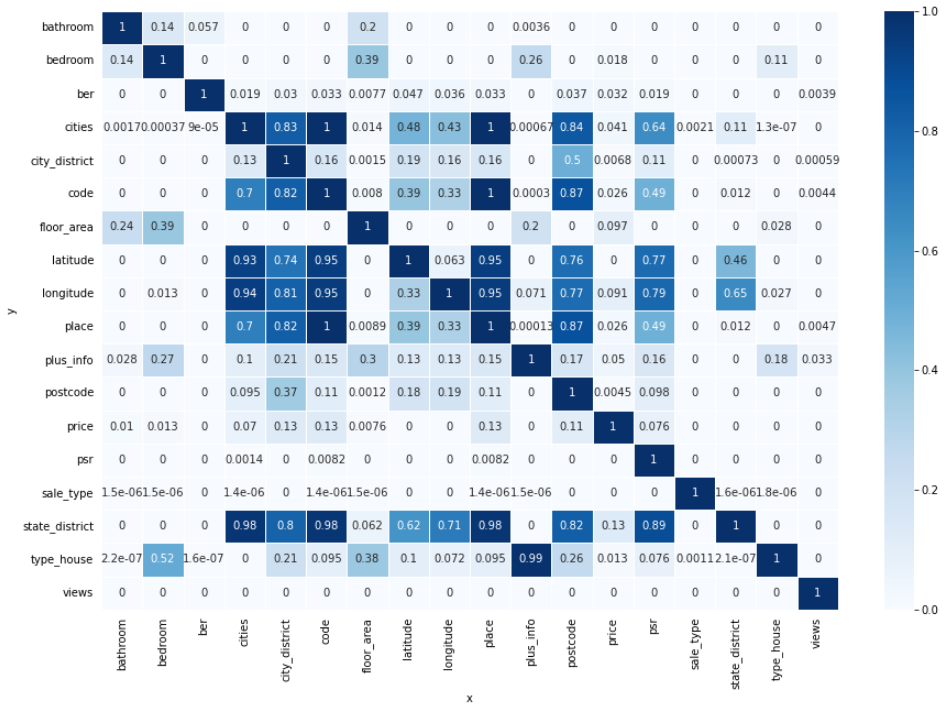 bathroom 1 0.14 0.057 0 0 0 0.2 0 0 0 0.0036 0 0 0 0 0 0 0 1.0
bedroom 0.14 1 0 0 0 0 0.39 0 0 0 0.26 0 0.018 0 0 0 0.11 0
ber 0 0 1 0.019 0.03 0.033 0.0077 0.047 0.036 0.033 0 0.037 0.032 0.019 0 0 0 0.0039
cities 0.0017 0.00037 9e-05 1 0.83 1 0.014 0.48 0.43 1 0.00067 0.84 0.041 0.64 0.0021 0.11 1.3e-07 0 0.8
city_district 0 0 0 0.13 1 0.16 0.0015 0.19 0.16 0.16 0 0.5 0.0068 0.11 0 0.00073 0 0.00059
code 0 0 0 0.7 0.82 1 0.008 0.39 0.33 1 0.0003 0.87 0.026 0.49 0 0.012 0 0.0044
floor_area 0.24 0.39 0 0 0 0 1 0 0 0 0.2 0 0.097 0 0 0 0.028 0 0.6
latitude 0 0 0 0.93 0.74 0.95 0 1 0.063 0.95 0 0.76 0 0.77 0 0.46 0 0
longitude 0 0.013 0 0.94 0.81 0.95 0 0.33 1 0.95 0.071 0.77 0.091 0.79 0 0.65 0.027 0
y
place 0 0 0 0.7 0.82 1 0.0089 0.39 0.33 1 0.00013 0.87 0.026 0.49 0 0.012 0 0.0047
plus_info 0.028 0.27 0 0.1 0.21 0.15 0.3 0.13 0.13 0.15 1 0.17 0.05 0.16 0 0 0.18 0.033 0.4
postcode 0 0 0 0.095 0.37 0.11 0.0012 0.18 0.19 0.11 0 1 0.0045 0.098 0 0 0 0
price 0.01 0.013 0 0.07 0.13 0.13 0.0076 0 0 0.13 0 0.11 1 0.076 0 0 0 0
psr 0 0 0 0.0014 0 0.0082 0 0 0 0.0082 0 0 0 1 0 0 0 0
sale_type 1.5e-06 1.5e-06 0 1.4e-06 0 1.4e-06 1.5e-06 0 0 1.4e-06 1.5e-06 0 0 0 1 1.6e-06 1.8e-06 0 0.2
state_district 0 0 0 0.98 0.8 0.98 0.062 0.62 0.71 0.98 0 0.82 0.13 0.89 0 1 0 0
type_house 2.2e-07 0.52 1.6e-07 0 0.21 0.095 0.38 0.1 0.072 0.095 0.99 0.26 0.013 0.076 0.0011 2.1e-07 1 0
views 0 0 0 0 0 0 0 0 0 0 0 0 0 0 0 0 0 1 0.0
bathroom bedroom ber cities city_district code floor_area latitude longitude place plus_info postcode price psr sale_type state_district type_house views
x